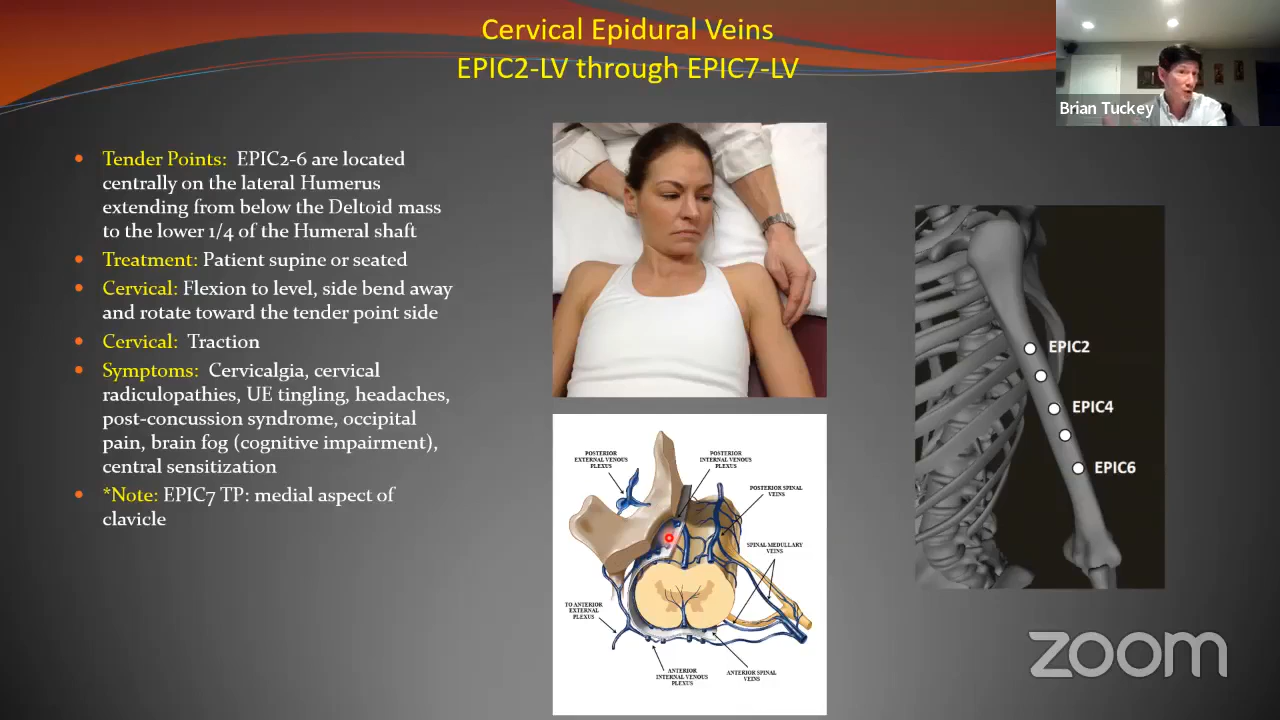 Cervical Epidural Veins
EPIC2-LV through EPIC7-LV
Brian Tuckey
Tender Points: EPIC2-6 are located
centrally on the lateral Humerus
extending from below the Deltoid mass
to the lower 1/4 of the Humeral shaft
Treatment: Patient supine or seated
Cervical: Flexion to level, side bend away
and rotate toward the tender point side
Cervical: Traction
Symptoms: Cervicalgia, cervical
radiculopathies, UE tingling, headaches,
post-concussion syndrome, occipital
pain, brain fog (cognitive impairment),
central sensitization
*Note: EPIC7 TP: medial aspect of
clavicle
POSTERIOR
EXTERNAL VENOUS
PLEXUS
POSTERIOR
INTERNAL VENOUS
PLEXUS
POSTERIOR SPINAL
VEINS
SPINAL MEDULLARY
VEINS
TO ANTERIOR
EXTERNAL
PLEXUS
ANTERIOR
INTERNAL VENOUS
PLEXUS
ANTERIOR SPINAL
VEINS
EPIC2
EPIC4
EPIC6
zoom